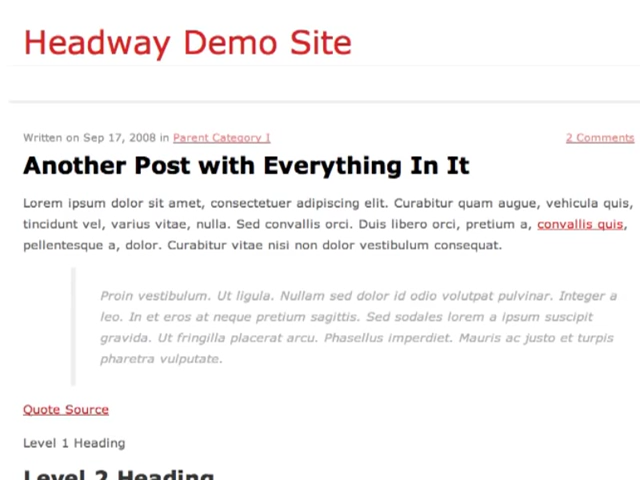 Headway Demo Site
Written on Sep 17, 2008 in Parent Category I
2 Comments
Another Post with Everything In It
Lorem ipsum dolor sit amet, consectetuer adipiscing elit. Curabitur quam augue, vehicula quis,
tincidunt vel, varius vitae, nulla. Sed convallis orci. Duis libero orci, pretium a, convallis quis,
pellentesque a, dolor. Curabitur vitae nisi non dolor vestibulum consequat.
Proin vestibulum. Ut ligula. Nullam sed dolor id odio volutpat pulvinar. Integer a
leo. In et eros at neque pretium sagittis. Sed sodales lorem a ipsum suscipit
gravida. Ut fringilla placerat arcu. Phasellus imperdiet. Mauris ac justo et turpis
pharetra vulputate.
Quote Source
Level 1 Heading
Level 2 Heading